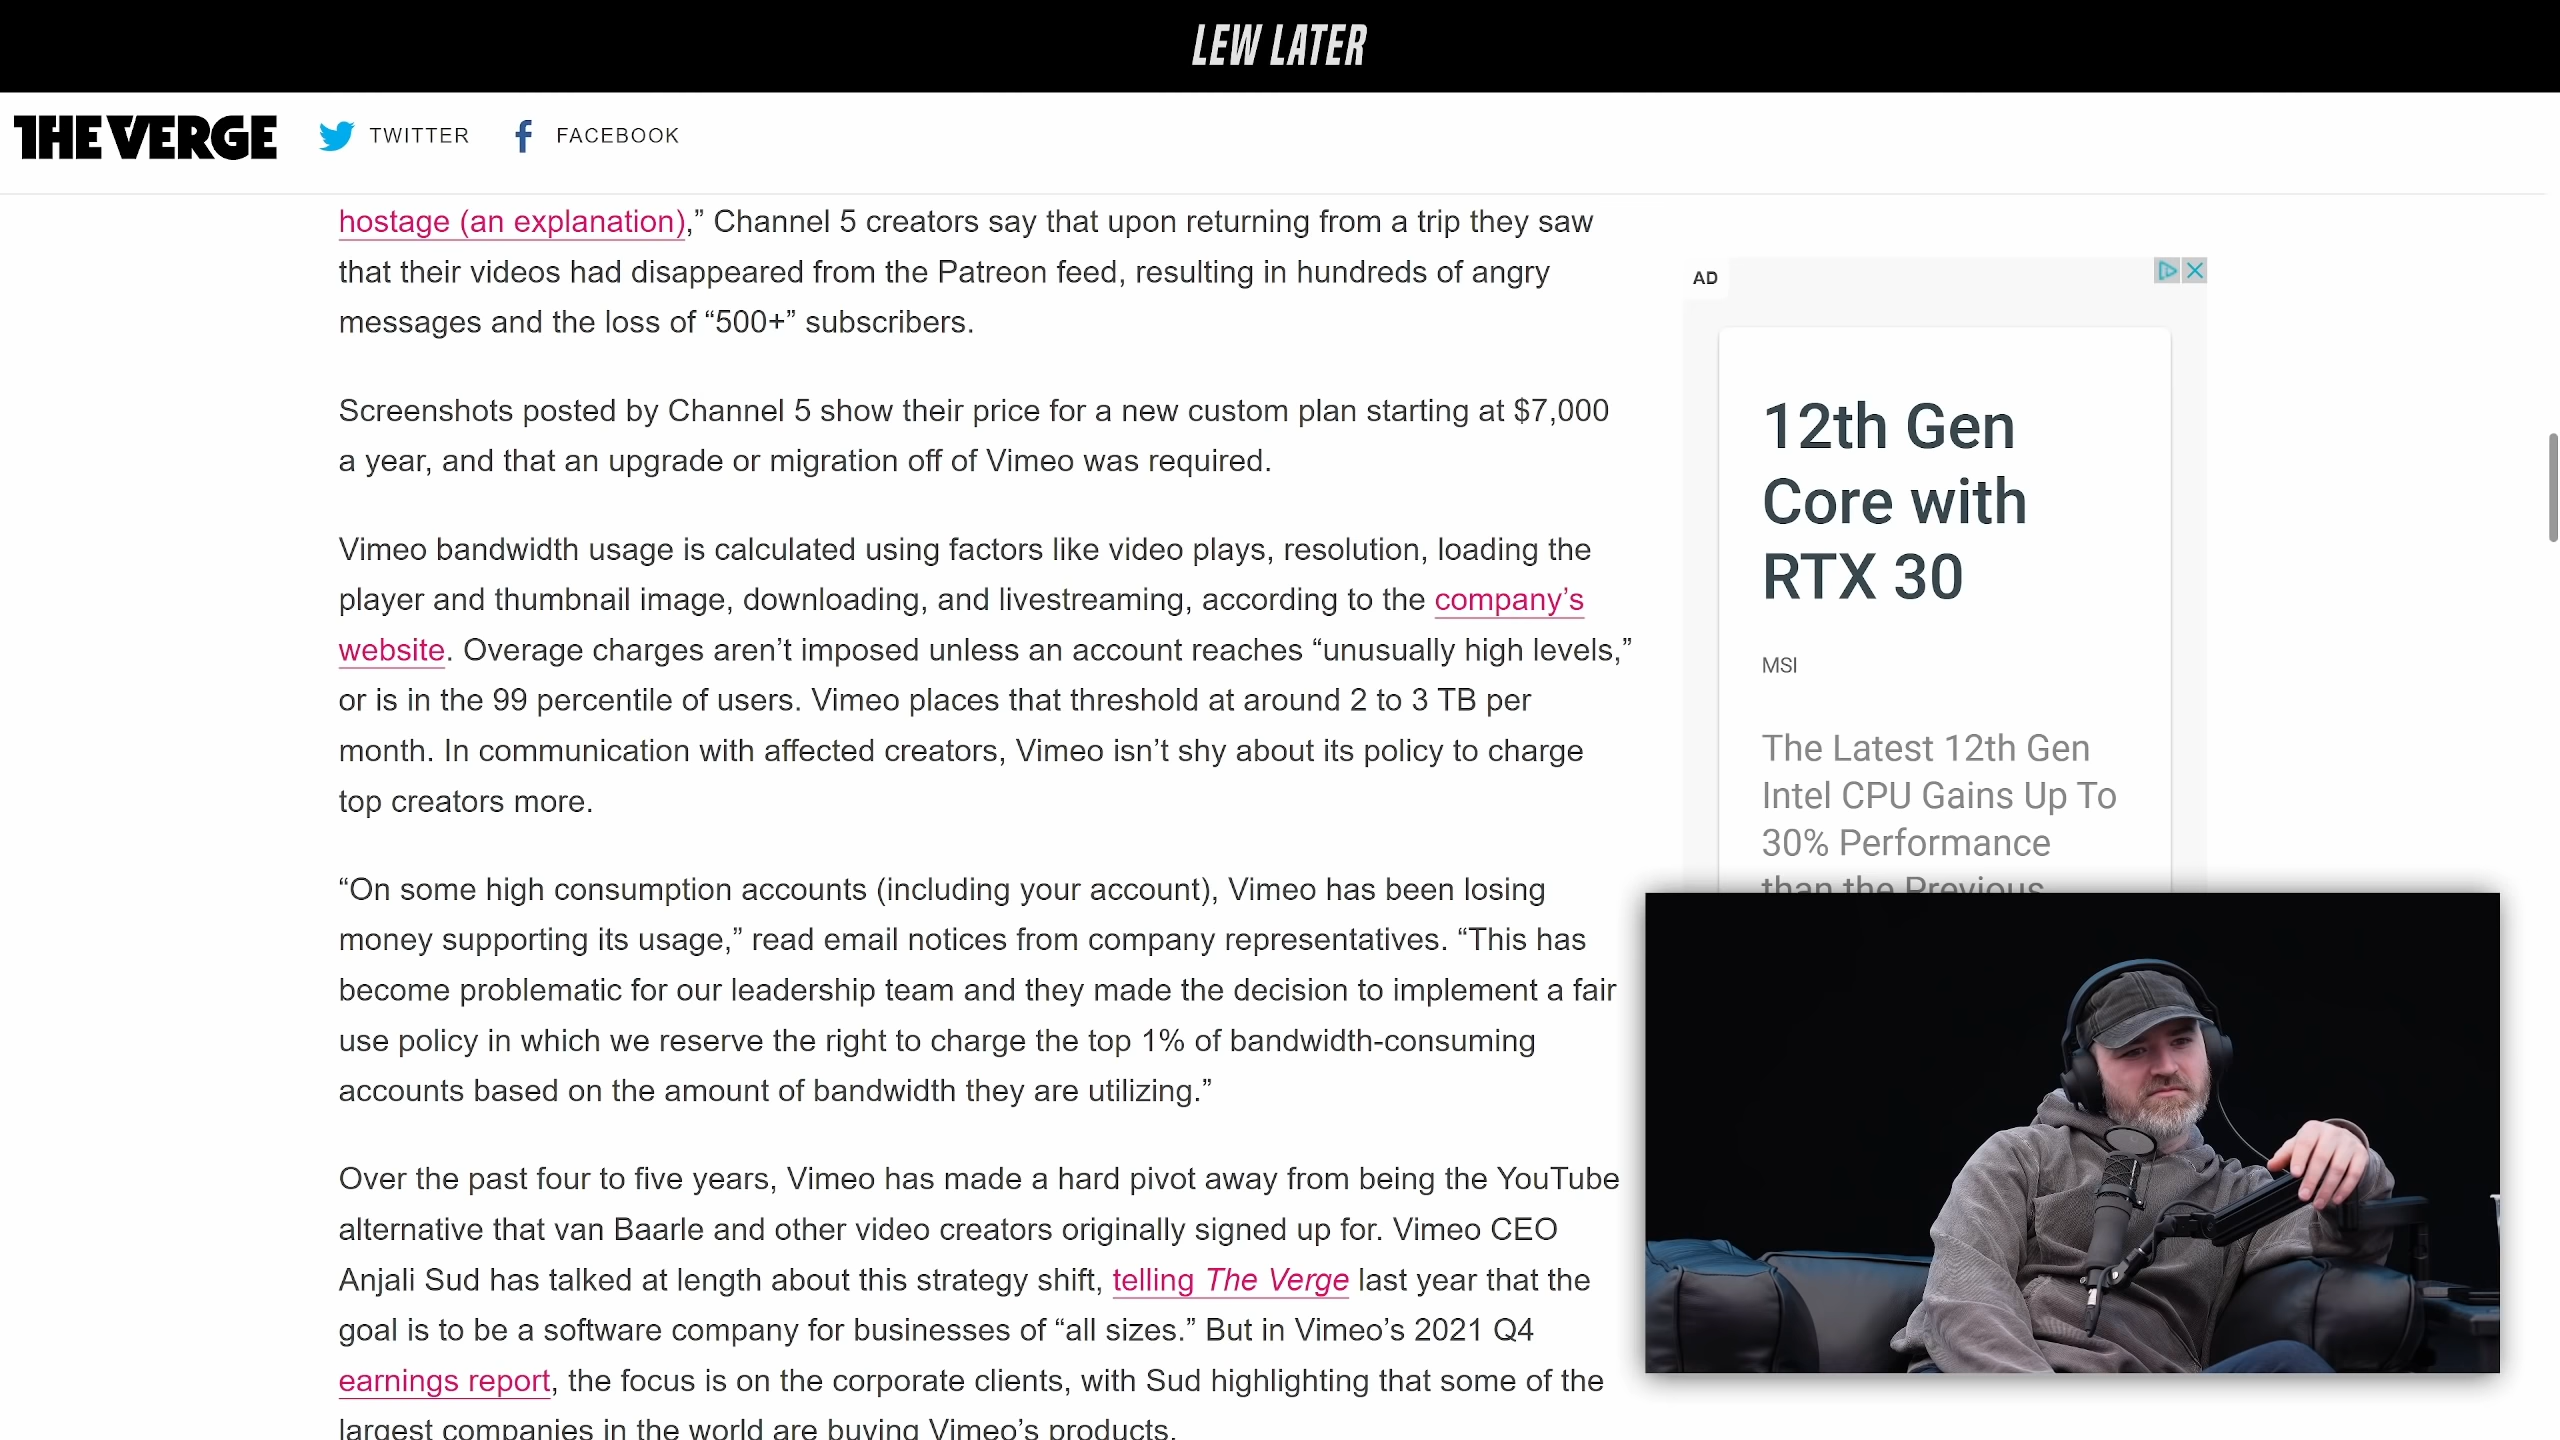 LEW LATER
THE VERGE
TWITTER
FACEBOOK
hostage (an explanation),” Channel 5 creators say that upon returning from a trip they saw
that their videos had disappeared from the Patreon feed, resulting in hundreds of angry
messages and the loss of “500+” subscribers.
Screenshots posted by Channel 5 show their price for a new custom plan starting at $7,000
a year, and that an upgrade or migration off of Vimeo was required.
Vimeo bandwidth usage is calculated using factors like video plays, resolution, loading the
player and thumbnail image, downloading, and livestreaming, according to the company’s
website. Overage charges aren’t imposed unless an account reaches “unusually high levels,”
or is in the 99 percentile of users. Vimeo places that threshold at around 2 to 3 TB per
month. In communication with affected creators, Vimeo isn’t shy about its policy to charge
top creators more.
“On some high consumption accounts (including your account), Vimeo has been losing
money supporting its usage,” read email notices from company representatives. “This has
become problematic for our leadership team and they made the decision to implement a fair
use policy in which we reserve the right to charge the top 1% of bandwidth-consuming
accounts based on the amount of bandwidth they are utilizing.”
Over the past four to five years, Vimeo has made a hard pivot away from being the YouTube
alternative that van Baarle and other video creators originally signed up for. Vimeo CEO
Anjali Sud has talked at length about this strategy shift, telling The Verge last year that the
goal is to be a software company for businesses of “all sizes.” But in Vimeo’s 2021 Q4
earnings report, the focus is on the corporate clients, with Sud highlighting that some of the
largest companies in the world are buying Vimeo’s products.
AD
12th Gen
Core with
RTX 30
MSI
The Latest 12th Gen
Intel CPU Gains Up To
30% Performance
than the Previous